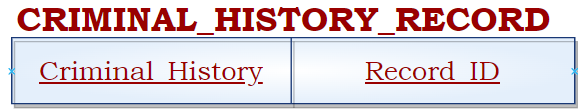 CRIMINAL_HISTORY_RECORD
Criminal_History Record_ID